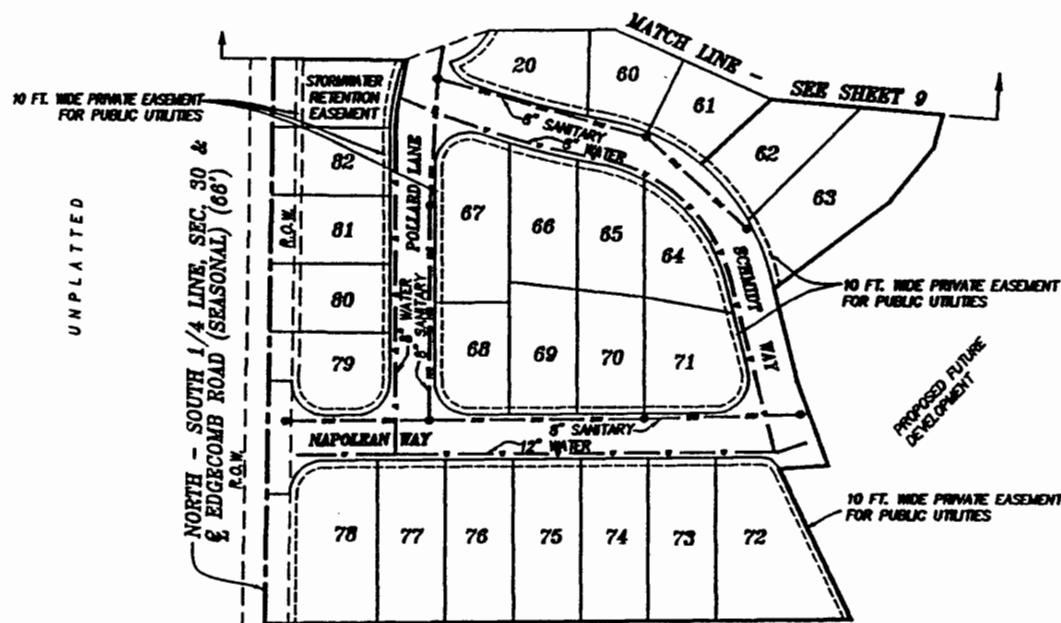 MATCH LINE - SEE SHEET 9
20
60
61
62
63
STORMWATER
RETENTION
EASEMENT
10 FT. WIDE PRIVATE EASEMENT
FOR PUBLIC UTILITIES
8" SANITARY
8" WATER
82
81
80
79
R.O.W.
POLLARD LANE
8" WATER
8" SANITARY
67
66
65
64
68
69
70
71
SCHMIDT WAY
10 FT. WIDE PRIVATE EASEMENT
FOR PUBLIC UTILITIES
UNPLATTED
NORTH - SOUTH 1/4 LINE, SEC. 30 &
℄ EDGECOMB ROAD (SEASONAL) (66')
R.O.W.
PROPOSED FUTURE
DEVELOPMENT
NAPOLEAN WAY
8" SANITARY
12" WATER
10 FT. WIDE PRIVATE EASEMENT
FOR PUBLIC UTILITIES
78
77
76
75
74
73
72